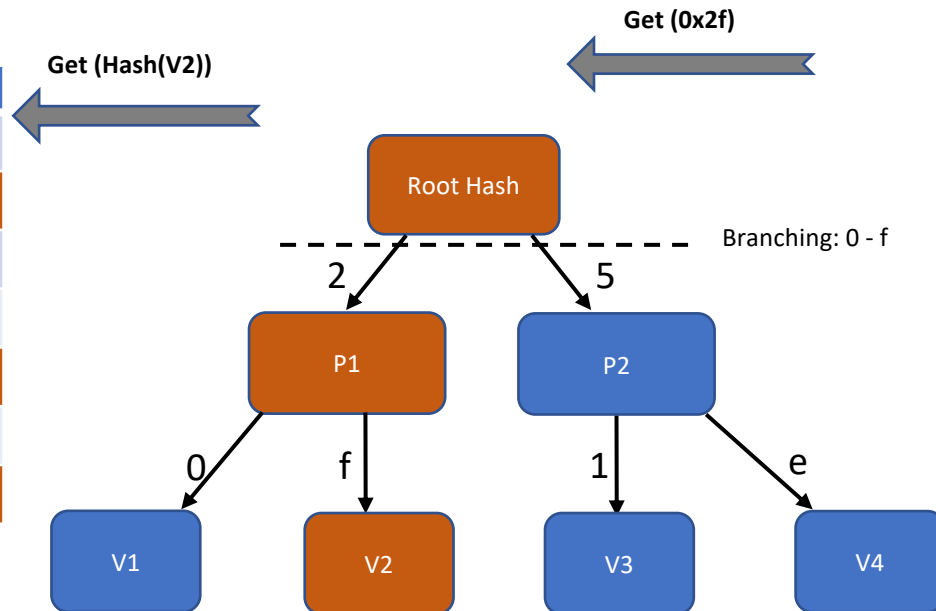 Get (0x2f)
Get (Hash(V2))
Root Hash
Branching: 0 - f
2
5
P1
P2
0
f
1
e
V1
V2
V3
V4